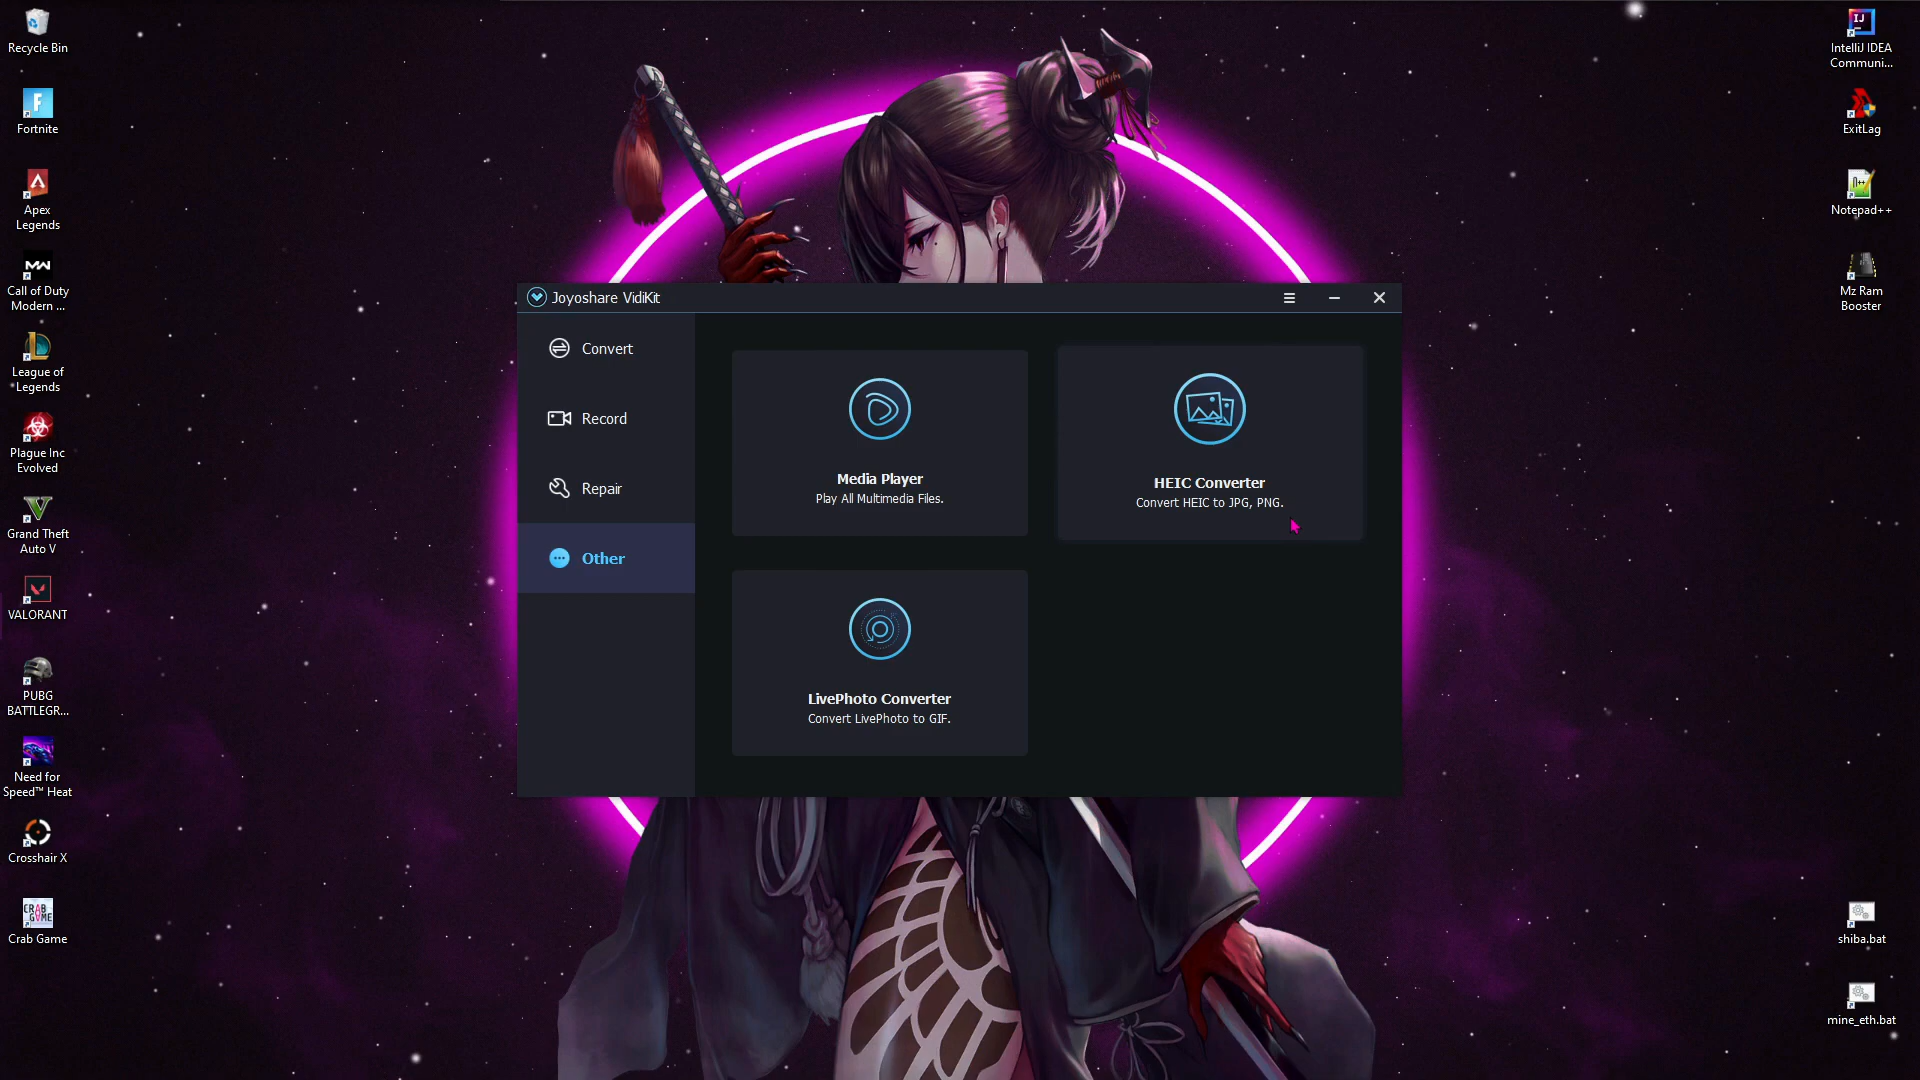 Recycle Bin
Fortnite
Apex
Legends
Call of Duty
Modern ...
League of
Legends
Plague Inc
Evolved
Grand Theft
Auto V
VALORANT
PUBG
BATTLEGR...
Need for
Speed™ Heat
Crosshair X
CRAB
GAME
Crab Game
Joyoshare VidiKit
Convert
Record
Repair
Other
Media Player
Play All Multimedia Files.
HEIC Converter
Convert HEIC to JPG, PNG.
LivePhoto Converter
Convert LivePhoto to GIF.
IJ
IntelliJ IDEA
Communi...
ExitLag
Notepad++
Mz Ram
Booster
shiba.bat
mine_eth.bat